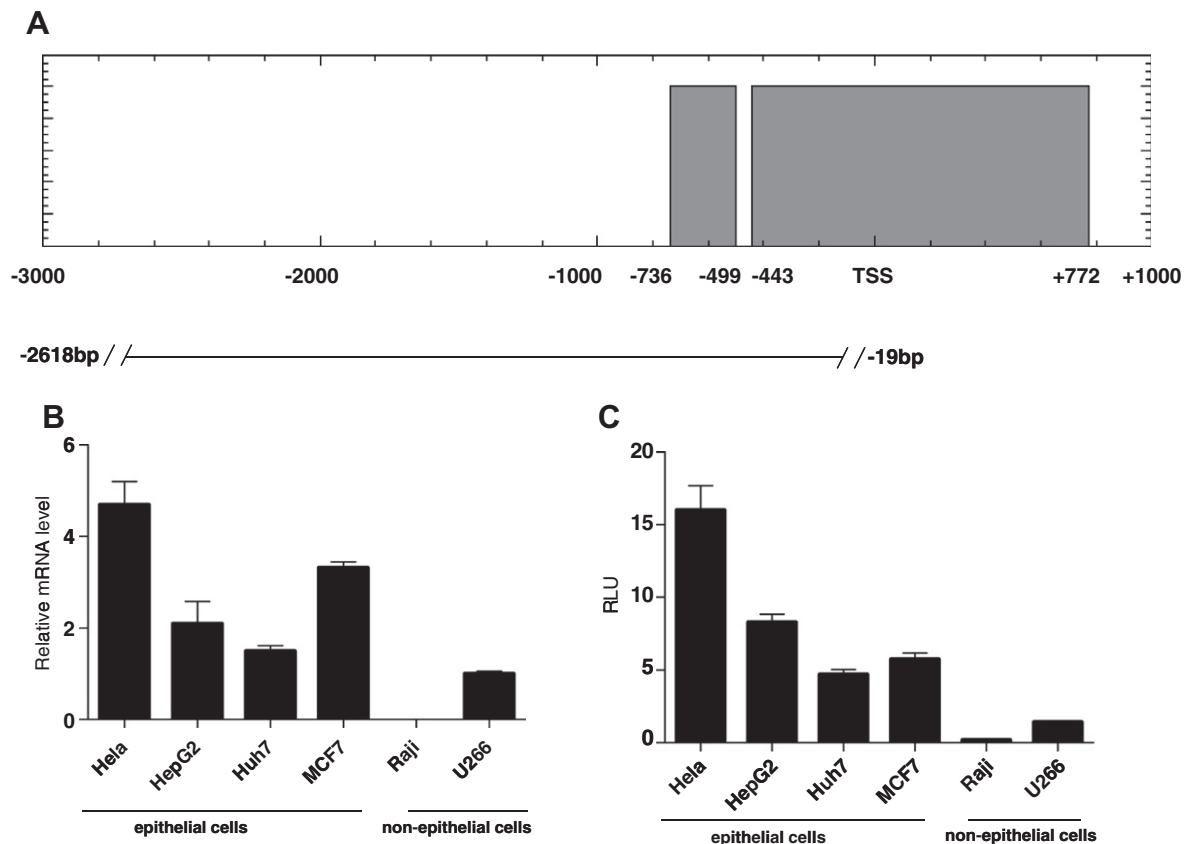 A
-3000 -2000 -1000 -736 -499 -443 TSS +772 +1000
-2618bp // // -19bp
B
6
4
2
0
Relative mRNA level
Hela HepG2 Huh7 MCF7 Raji U266
epithelial cells non-epithelial cells
C
20
15
10
5
0
RLU
Hela HepG2 Huh7 MCF7 Raji U266
epithelial cells non-epithelial cells